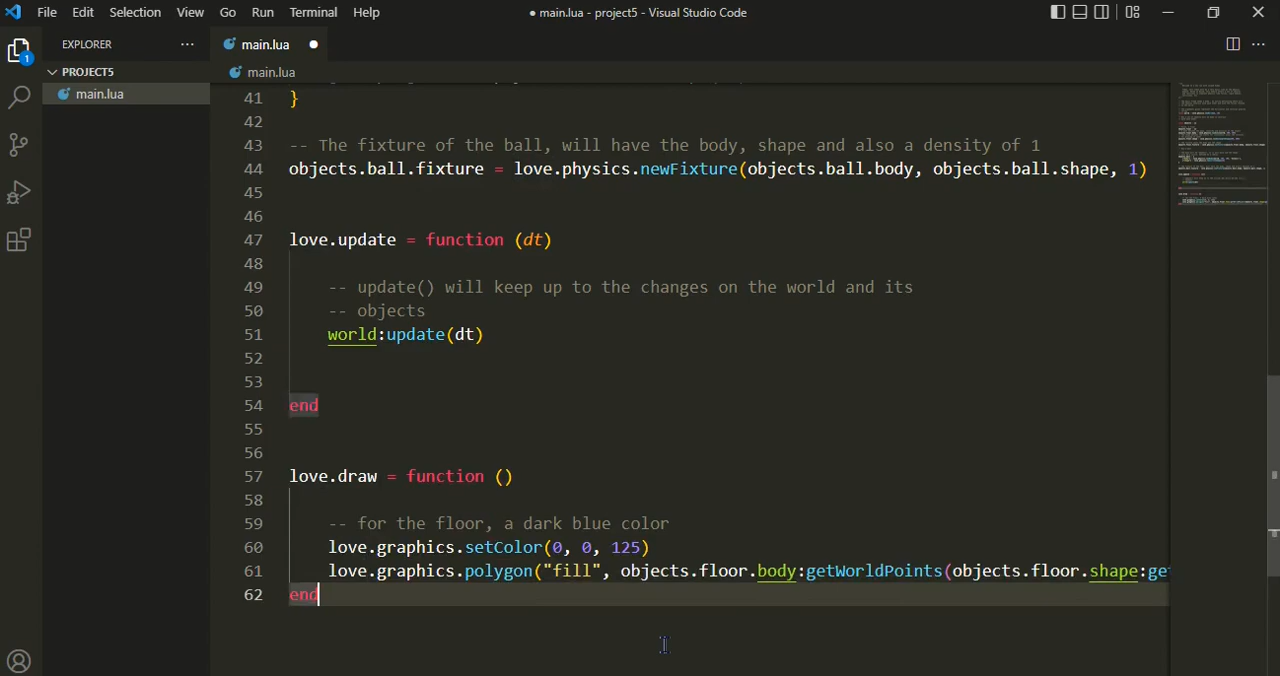 File Edit Selection View Go Run Terminal Help
● main.lua - project5 - Visual Studio Code
EXPLORER ···
main.lua ●
PROJECT5
main.lua
main.lua
1
41 }
42
43 -- The fixture of the ball, will have the body, shape and also a density of 1
44 objects.ball.fixture = love.physics.newFixture(objects.ball.body, objects.ball.shape, 1)
45
46
47 love.update = function (dt)
48
49 -- update() will keep up to the changes on the world and its
50 -- objects
51 world:update(dt)
52
53
54 end
55
56
57 love.draw = function ()
58
59 -- for the floor, a dark blue color
60 love.graphics.setColor(0, 0, 125)
61 love.graphics.polygon("fill", objects.floor.body:getWorldPoints(objects.floor.shape:ge
62 end